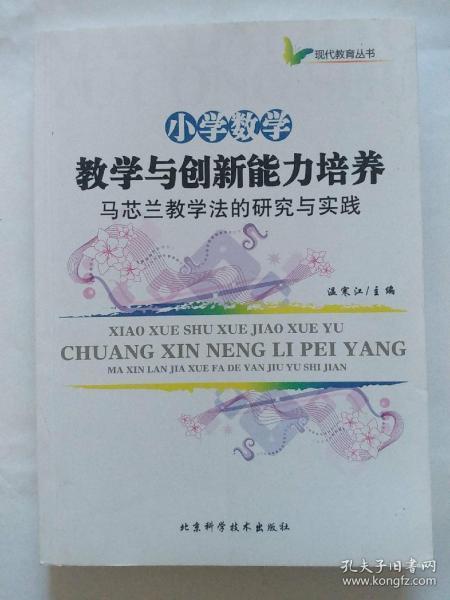 现代教育丛书
小学数学
教学与创新能力培养
马芯兰教学法的研究与实践
温寒江/主编
XIAO XUE SHU XUE JIAO XUE YU
CHUANG XIN NENG LI PEI YANG
MA XIN LAN JIA XUE FA DE YAN JIU YU SHI JIAN
北京科学技术出版社
孔夫子旧书网
www.kongfz.com